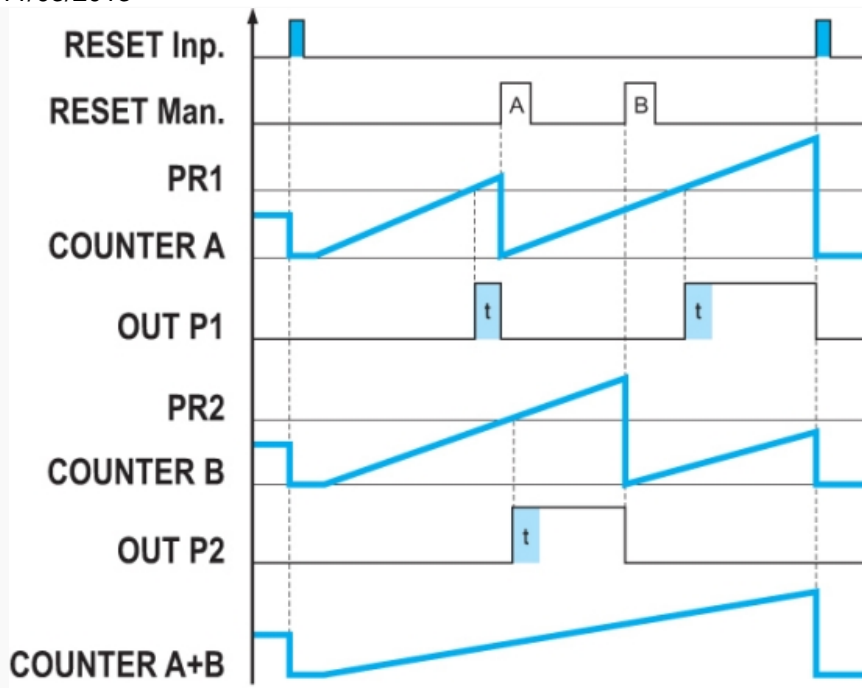 RESET Inp.
RESET Man.
A
B
PR1
COUNTER A
OUT P1
t
t
PR2
COUNTER B
OUT P2
t
COUNTER A+B